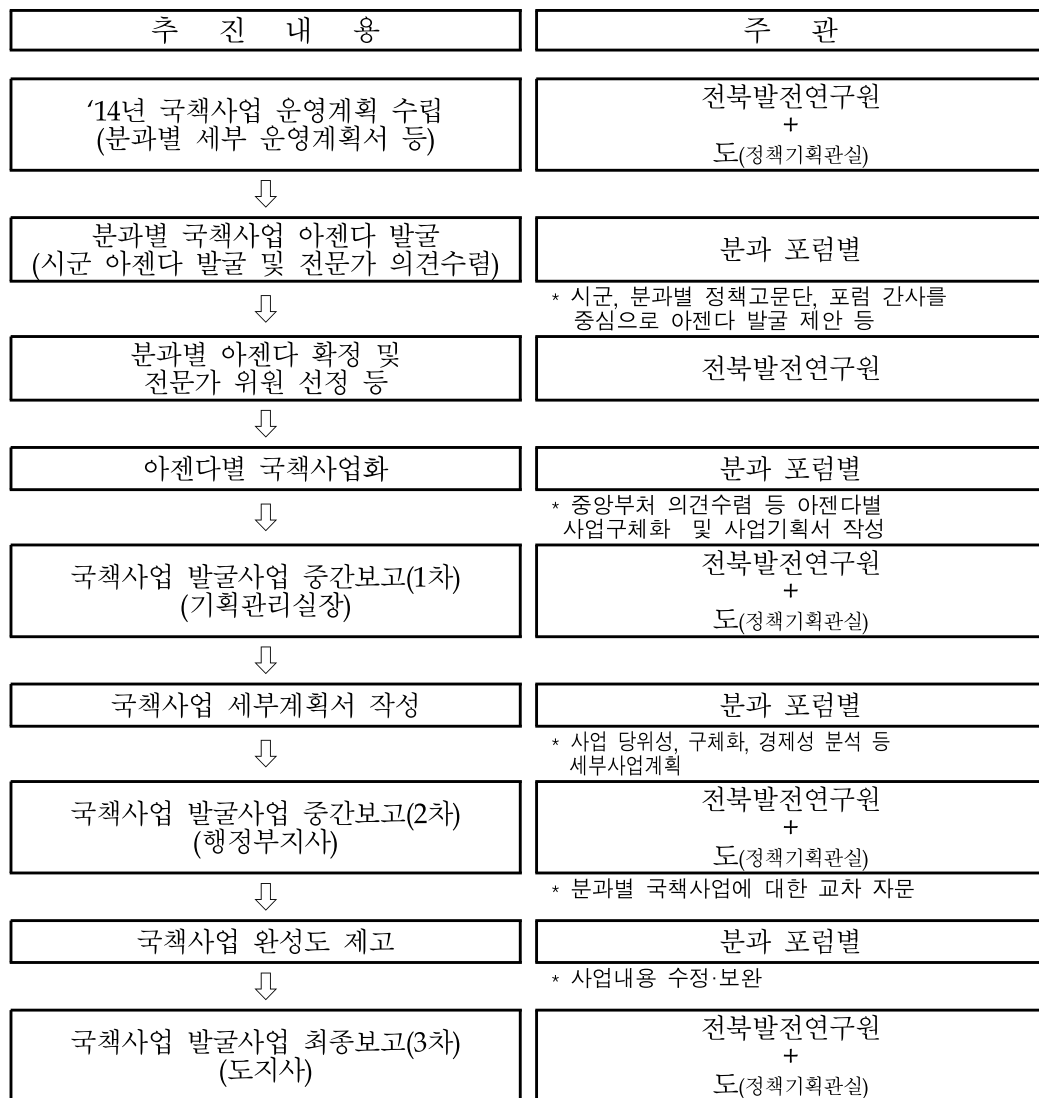 추 진 내 용
주 관
‘14년 국책사업 운영계획 수립
(분과별 세부 운영계획서 등)
전북발전연구원
+
도(정책기획관실)
⇩
분과별 국책사업 아젠다 발굴
(시군 아젠다 발굴 및 전문가 의견수렴)
분과 포럼별
⇩
* 시군, 분과별 정책고문단, 포럼 간사를
중심으로 아젠다 발굴 제안 등
분과별 아젠다 확정 및
전문가 위원 선정 등
전북발전연구원
⇩
아젠다별 국책사업화
분과 포럼별
⇩
* 중앙부처 의견수렴 등 아젠다별
사업구체화 및 사업기획서 작성
국책사업 발굴사업 중간보고(1차)
(기획관리실장)
전북발전연구원
+
도(정책기획관실)
⇩
국책사업 세부계획서 작성
분과 포럼별
⇩
* 사업 당위성, 구체화, 경제성 분석 등
세부사업계획
국책사업 발굴사업 중간보고(2차)
(행정부지사)
전북발전연구원
+
도(정책기획관실)
⇩
* 분과별 국책사업에 대한 교차 자문
국책사업 완성도 제고
분과 포럼별
⇩
* 사업내용 수정·보완
국책사업 발굴사업 최종보고(3차)
(도지사)
전북발전연구원
+
도(정책기획관실)